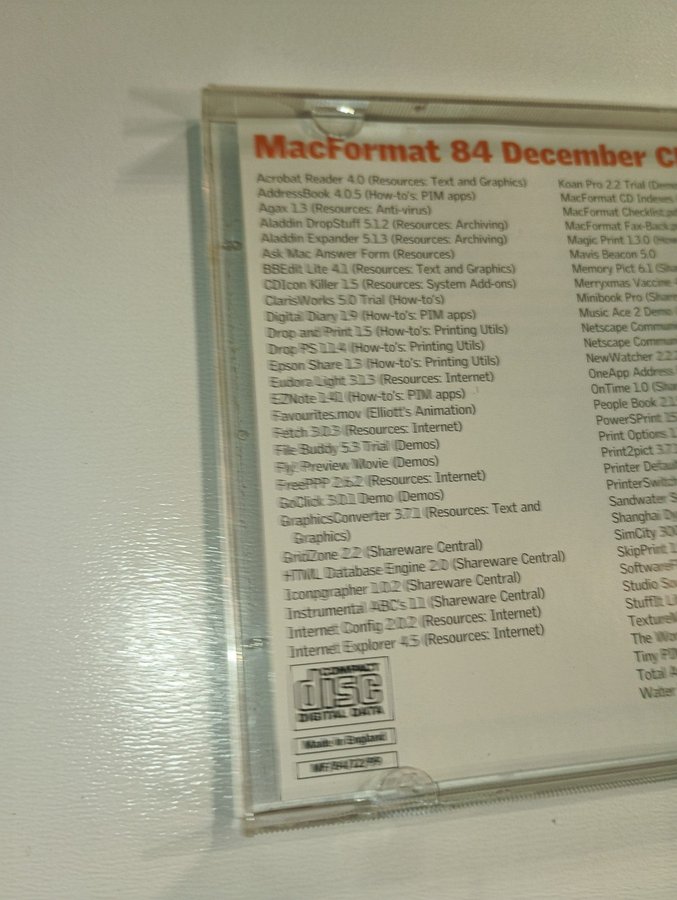 MacFormat 84 December
Acrobat Reader 4.0 (Resources: Text and Graphics)
AddressBook 4.0.5 (How-to's: PIM apps)
Agax 1.3 (Resources: Anti-virus)
Aladdin DropStuff 5.1.2 (Resources: Archiving)
Aladdin Expander 5.1.3 (Resources: Archiving)
Ask Mac Answer Form (Resources)
BBEdit Lite 4.1 (Resources: Text and Graphics)
CDIcon Killer 1.5 (Resources: System Add-ons)
ClarisWorks 5.0 Trial (How-to's)
Digital Diary 1.9 (How-to's: PIM apps)
Drop and Print 1.5 (How-to's: Printing Utils)
Drop PS 1.1.4 (How-to's: Printing Utils)
Epson Share 1.3 (How-to's: Printing Utils)
Eudora Light 3.1.3 (Resources: Internet)
EZNote 1.41 (How-to's: PIM apps)
Favourites.mov (Elliott's Animation)
Fetch 3.0.3 (Resources: Internet)
File Buddy 5.3 Trial (Demos)
Fly! Preview Movie (Demos)
FreePPP 2.6.2 (Resources: Internet)
GoClick 3.0.1 Demo (Demos)
GraphicsConverter 3.7.1 (Resources: Text and
Graphics)
GridZone 2.2 (Shareware Central)
HTML Database Engine 2.0 (Shareware Central)
Iconographer 1.0.2 (Shareware Central)
Instrumental ABC's 1.1 (Shareware Central)
Internet Config 2.0.2 (Resources: Internet)
Internet Explorer 4.5 (Resources: Internet)
COMPACT
disc
DIGITAL DATA
Made in England
Koan Pro 2.2 Trial
MacFormat CD Indexes
MacFormat
MacFormat
Magic Print 1.3.0
Mavis Beacon 5.0
Memory Pict 6.1
Merryxmas Vaccine
Minibook Pro
Music Ace 2 Demo
Netscape
Netscape
NewWatcher
OneApp Address
OnTime 1.0
People Book
PowerSPrint
Print Options
Print2pict
Printer

Sandwater
Shanghai
SimCity
SkipPrint

Studio
StuffIt

The
Tiny
Total
Walter